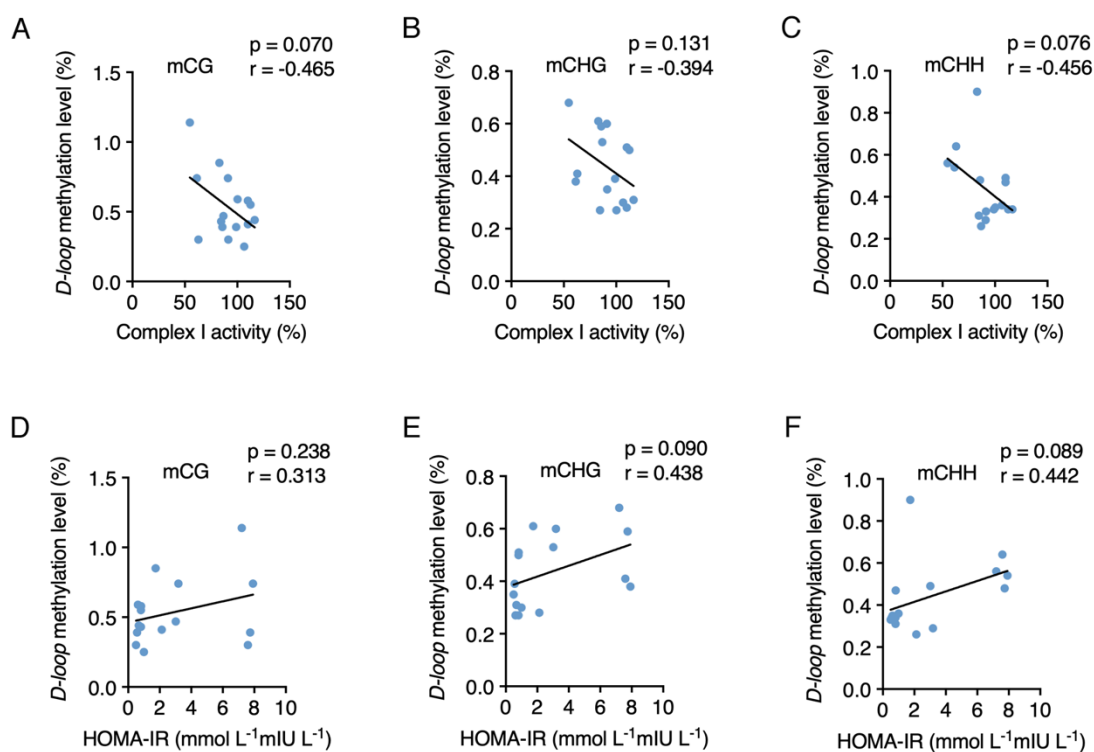 A
mCG
p = 0.070
r = -0.465
D-loop methylation level (%)
1.5
1.0
0.5
0.0
0 50 100 150
Complex I activity (%)
B
mCHG
p = 0.131
r = -0.394
D-loop methylation level (%)
0.8
0.6
0.4
0.2
0.0
0 50 100 150
Complex I activity (%)
C
mCHH
p = 0.076
r = -0.456
D-loop methylation level (%)
1.0
0.8
0.6
0.4
0.2
0.0
0 50 100 150
Complex I activity (%)
D
mCG
p = 0.238
r = 0.313
D-loop methylation level (%)
1.5
1.0
0.5
0.0
0 2 4 6 8 10
HOMA-IR (mmol L⁻¹mIU L⁻¹)
E
mCHG
p = 0.090
r = 0.438
D-loop methylation level (%)
0.8
0.6
0.4
0.2
0.0
0 2 4 6 8 10
HOMA-IR (mmol L⁻¹mIU L⁻¹)
F
mCHH
p = 0.089
r = 0.442
D-loop methylation level (%)
1.0
0.8
0.6
0.4
0.2
0.0
0 2 4 6 8 10
HOMA-IR (mmol L⁻¹mIU L⁻¹)